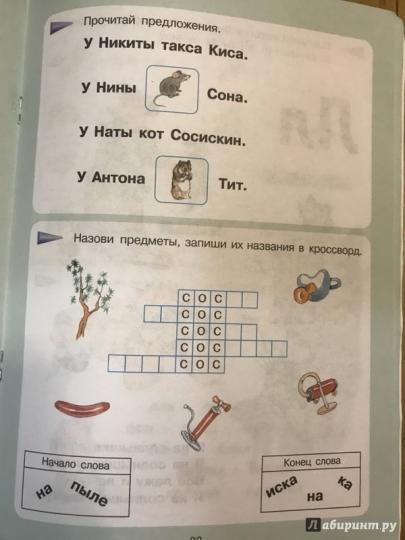 Прочитай предложения.
У Никиты такса Киса.
У Нины Сона.
У Наты кот Сосискин.
У Антона Тит.
Назови предметы, запиши их названия в кроссворд.
с о с
с о с
с о с
с о с
с о с
Начало слова
на пыле
Конец слова
иска ка
на
Лабиринт.ру